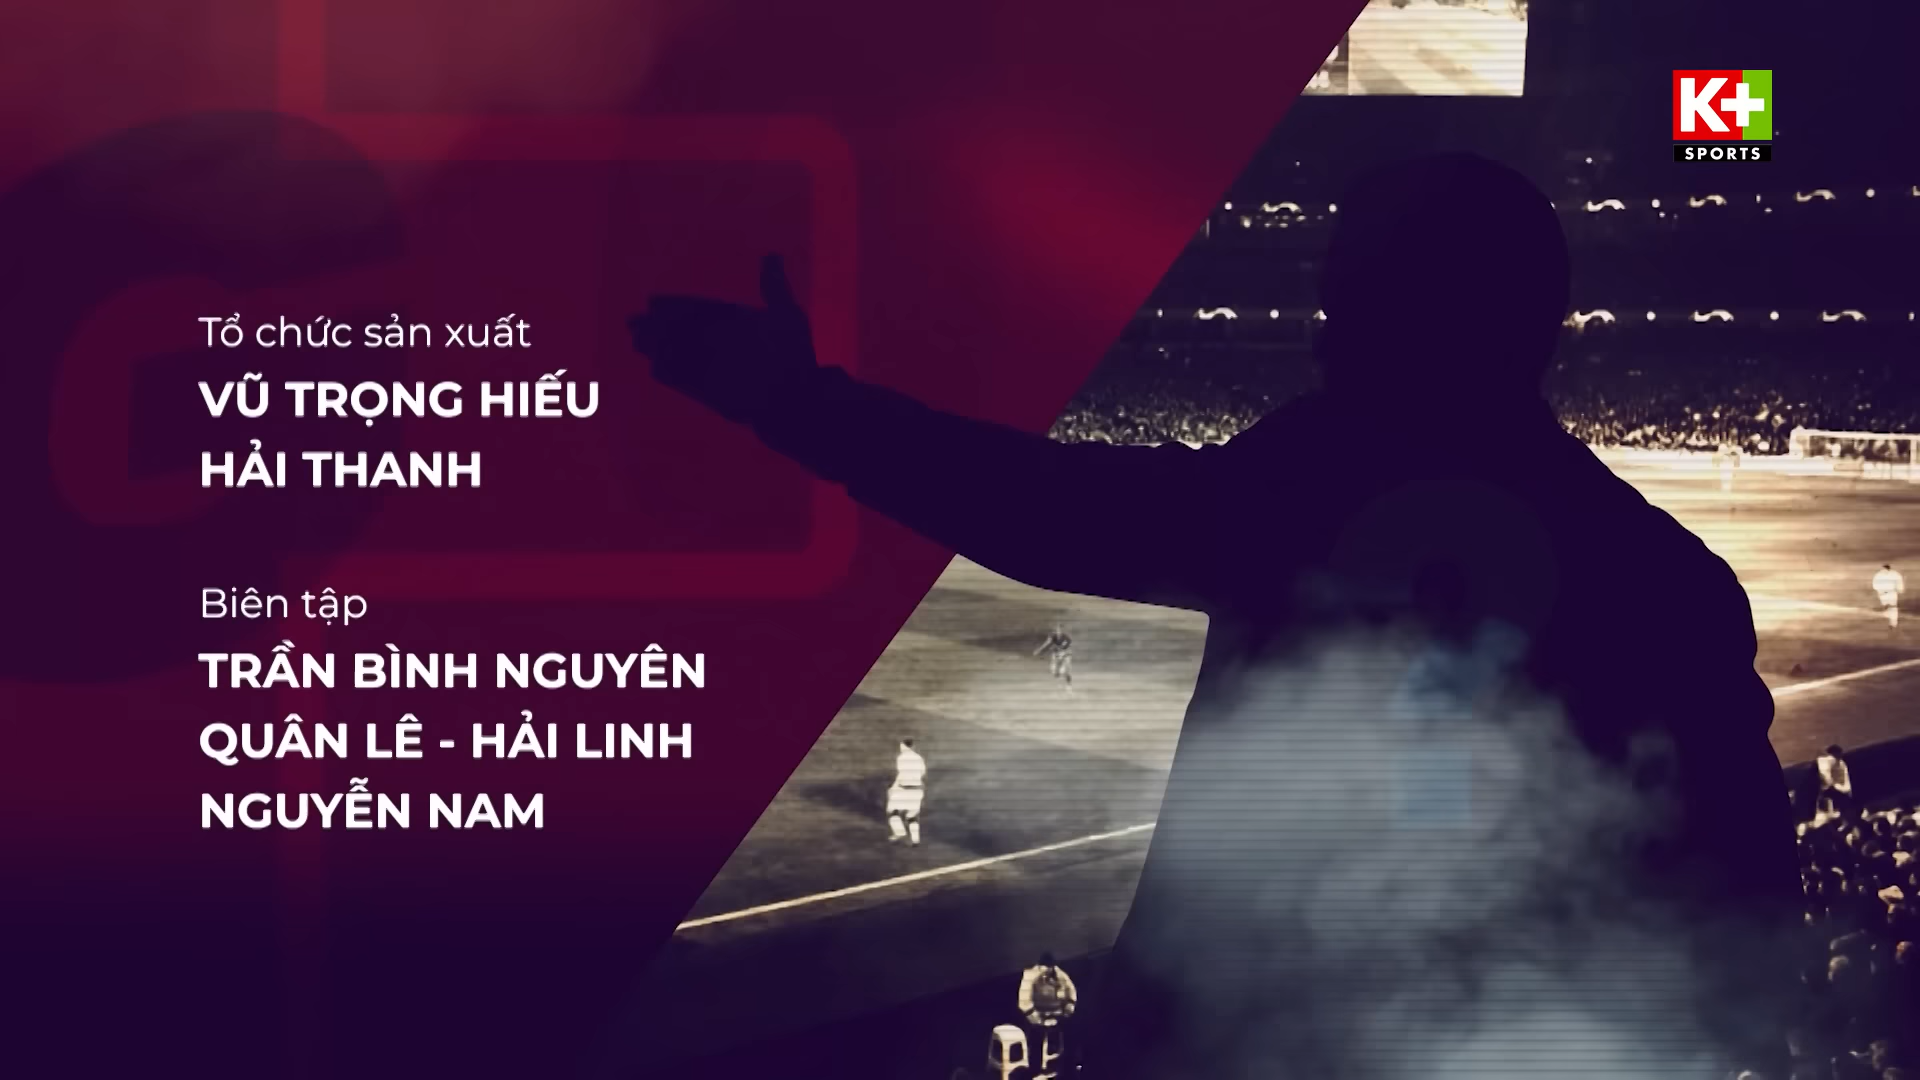 K+
SPORTS
Tổ chức sản xuất
VŨ TRỌNG HIẾU
HẢI THANH
Biên tập
TRẦN BÌNH NGUYÊN
QUÂN LÊ - HẢI LINH
NGUYỄN NAM